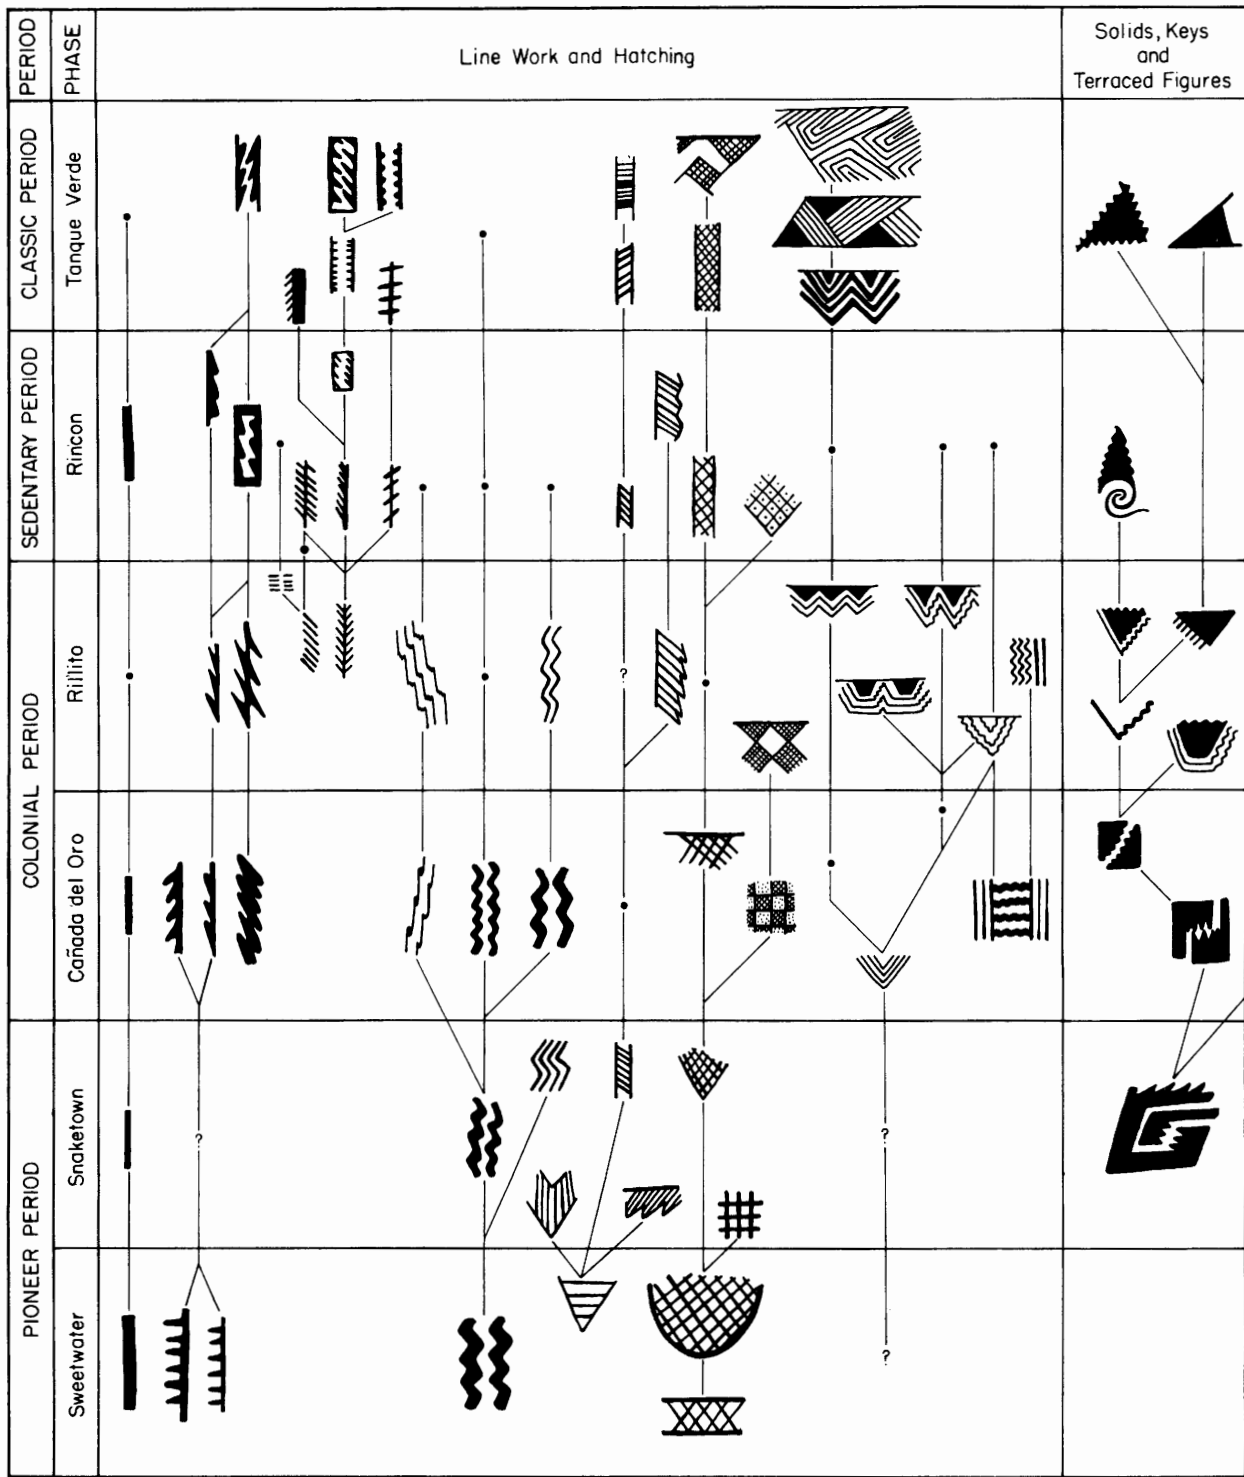 PERIOD
PHASE
Line Work and Hatching
Solids, Keys
and
Terraced Figures
CLASSIC PERIOD
Tanque Verde
SEDENTARY PERIOD
Rincon
COLONIAL PERIOD
Rillito
?
Cañada del Oro
PIONEER PERIOD
Snaketown
?
?
Sweetwater
?